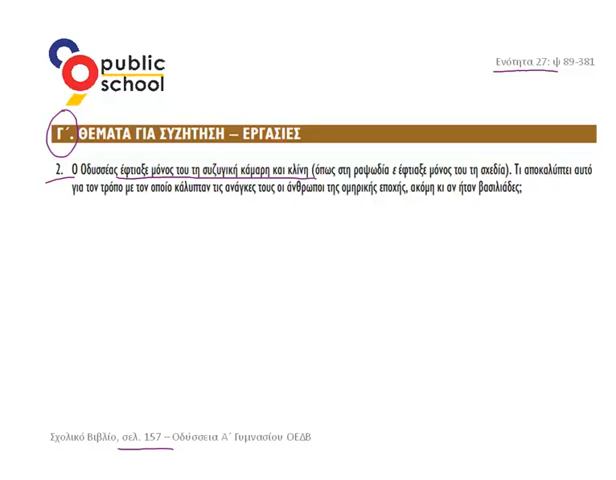 public
school
Ενότητα 27: ψ 89-381
Γ΄. ΘΕΜΑΤΑ ΓΙΑ ΣΥΖΗΤΗΣΗ – ΕΡΓΑΣΙΕΣ
2. Ο Οδυσσέας έφτιαξε μόνος του τη συζυγική κάμαρη και κλίνη (όπως στη ραψωδία ε έφτιαξε μόνος του τη σχεδία). Τι αποκαλύπτει αυτό
για τον τρόπο με τον οποίο κάλυπταν τις ανάγκες τους οι άνθρωποι της ομηρικής εποχής, ακόμη κι αν ήταν βασιλιάδες;
Σχολικό Βιβλίο, σελ. 157 – Οδύσσεια Α΄ Γυμνασίου ΟΕΔΒ